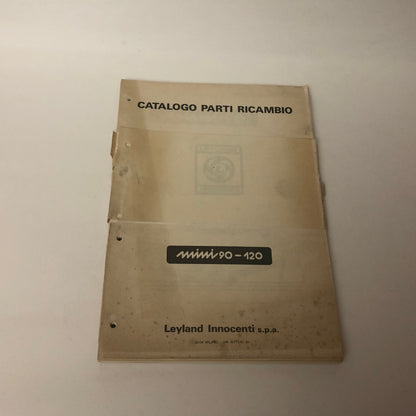 CATALOGO PARTI RICAMBIO
mini 90-120
Leyland Innocenti s.p.a.